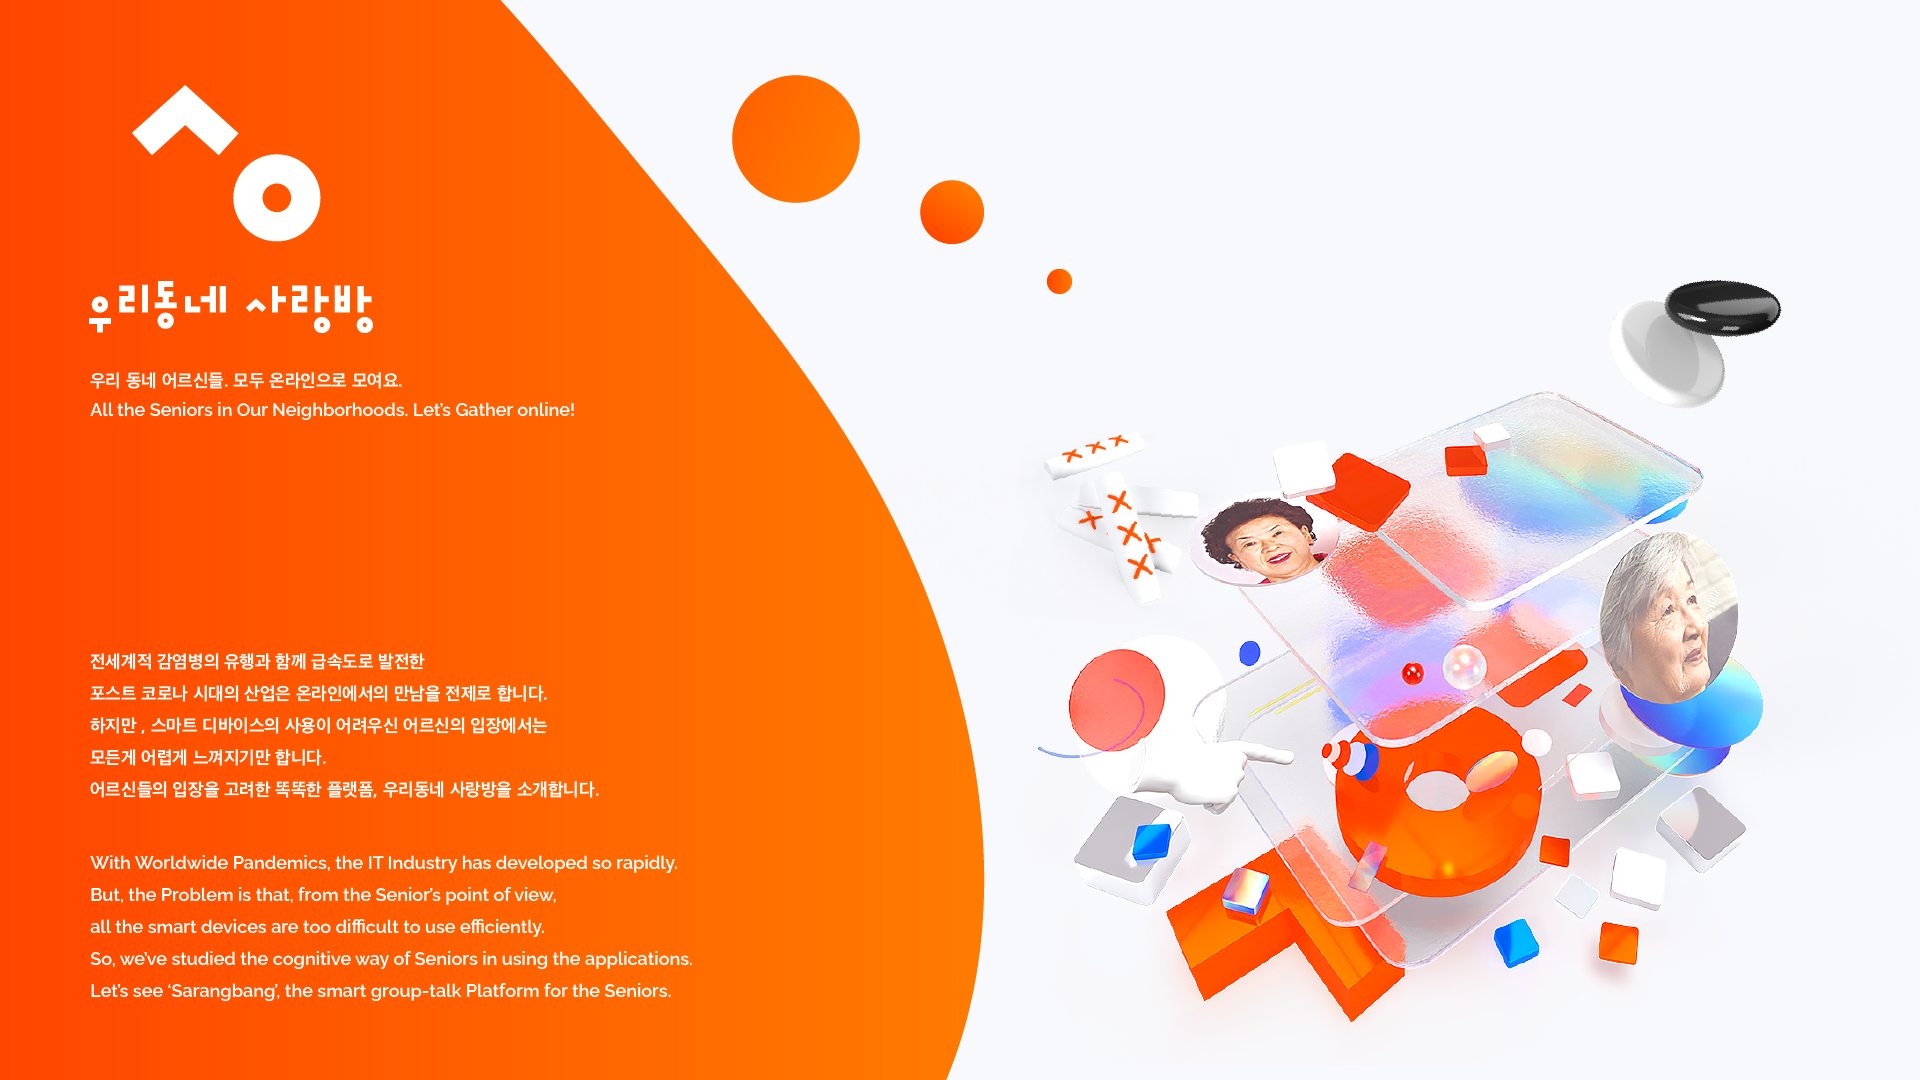 우리동네 사랑방
우리 동네 어르신들. 모두 온라인으로 모여요.
All the Seniors in Our Neighborhoods. Let’s Gather online!
전세계적 감염병의 유행과 함께 급속도로 발전한
포스트 코로나 시대의 산업은 온라인에서의 만남을 전제로 합니다.
하지만 , 스마트 디바이스의 사용이 어려우신 어르신의 입장에서는
모든게 어렵게 느껴지기만 합니다.
어르신들의 입장을 고려한 똑똑한 플랫폼, 우리동네 사랑방을 소개합니다.
With Worldwide Pandemics, the IT Industry has developed so rapidly.
But, the Problem is that, from the Senior’s point of view,
all the smart devices are too difficult to use efficiently.
So, we’ve studied the cognitive way of Seniors in using the applications.
Let’s see ‘Sarangbang’, the smart group-talk Platform for the Seniors.